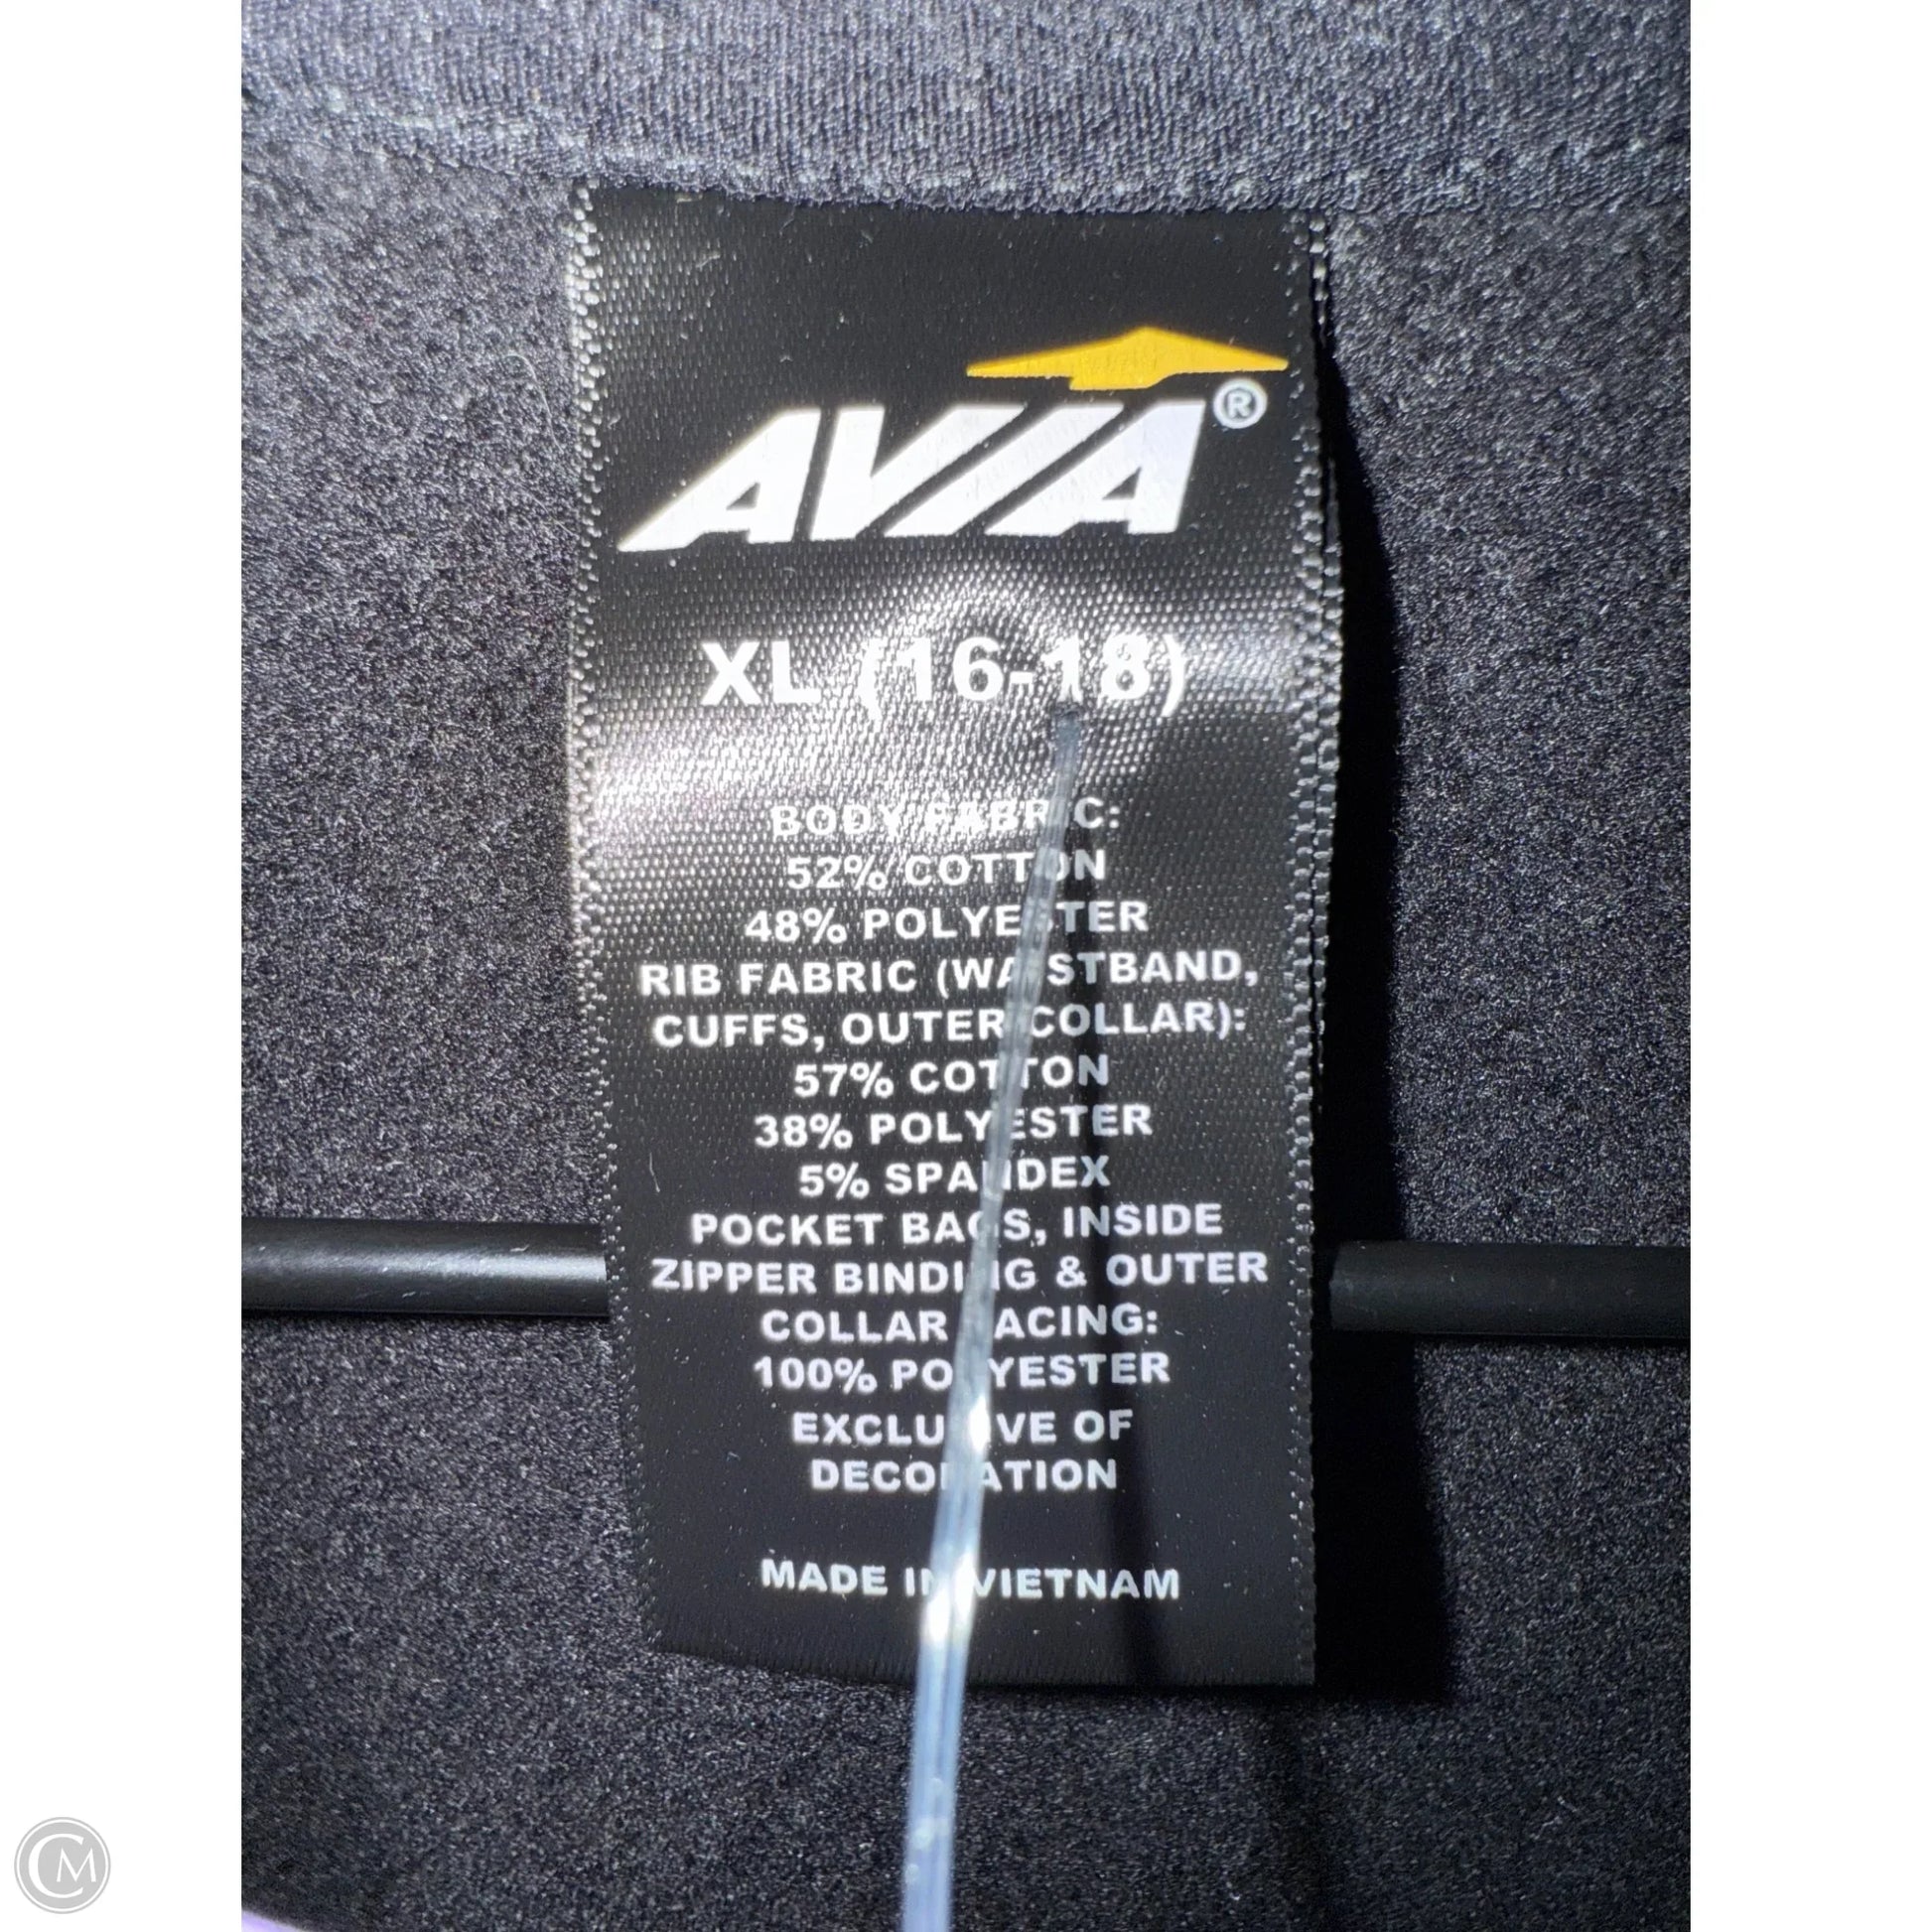 AVIA®
XL (16-18)
BODY FABRIC:
52% COTTON
48% POLYESTER
RIB FABRIC (WAISTBAND,
CUFFS, OUTER COLLAR):
57% COTTON
38% POLYESTER
5% SPANDEX
POCKET BAGS, INSIDE
ZIPPER BINDING & OUTER
COLLAR FACING:
100% POLYESTER
EXCLUSIVE OF
DECORATION
MADE IN VIETNAM
CM